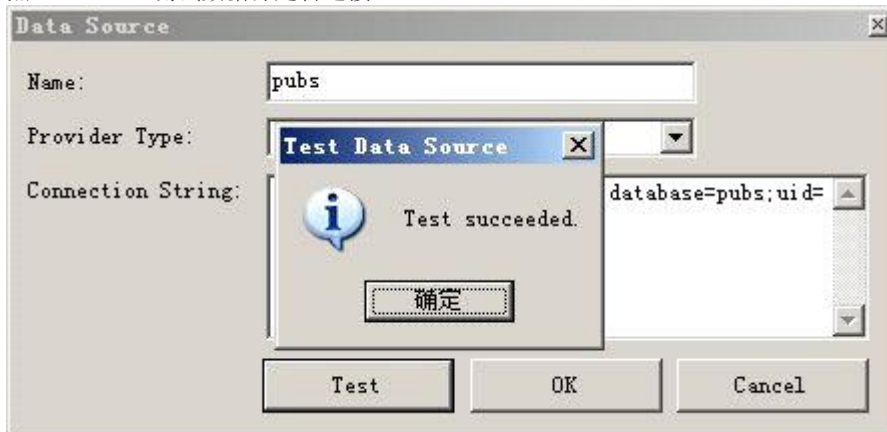 Data Source
Name:
pubs
Provider Type:
Test Data Source
Connection String:
database=pubs;uid=
Test succeeded.
确定
Test
OK
Cancel